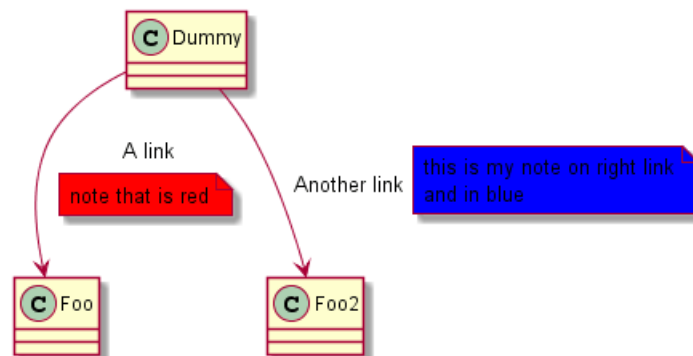 C Dummy
A link
note that is red
Another link
this is my note on right link
and in blue
C Foo
C Foo2